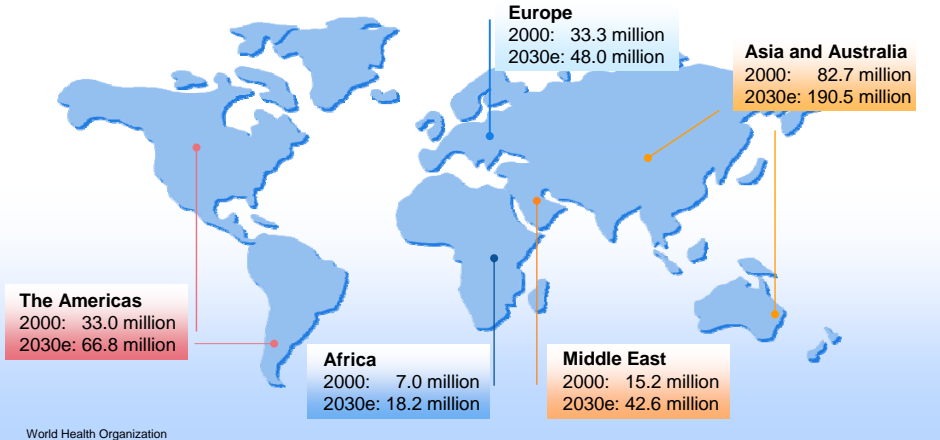 Europe
2000: 33.3 million
2030e: 48.0 million
Asia and Australia
2000: 82.7 million
2030e: 190.5 million
The Americas
2000: 33.0 million
2030e: 66.8 million
Africa
2000: 7.0 million
2030e: 18.2 million
Middle East
2000: 15.2 million
2030e: 42.6 million
World Health Organization